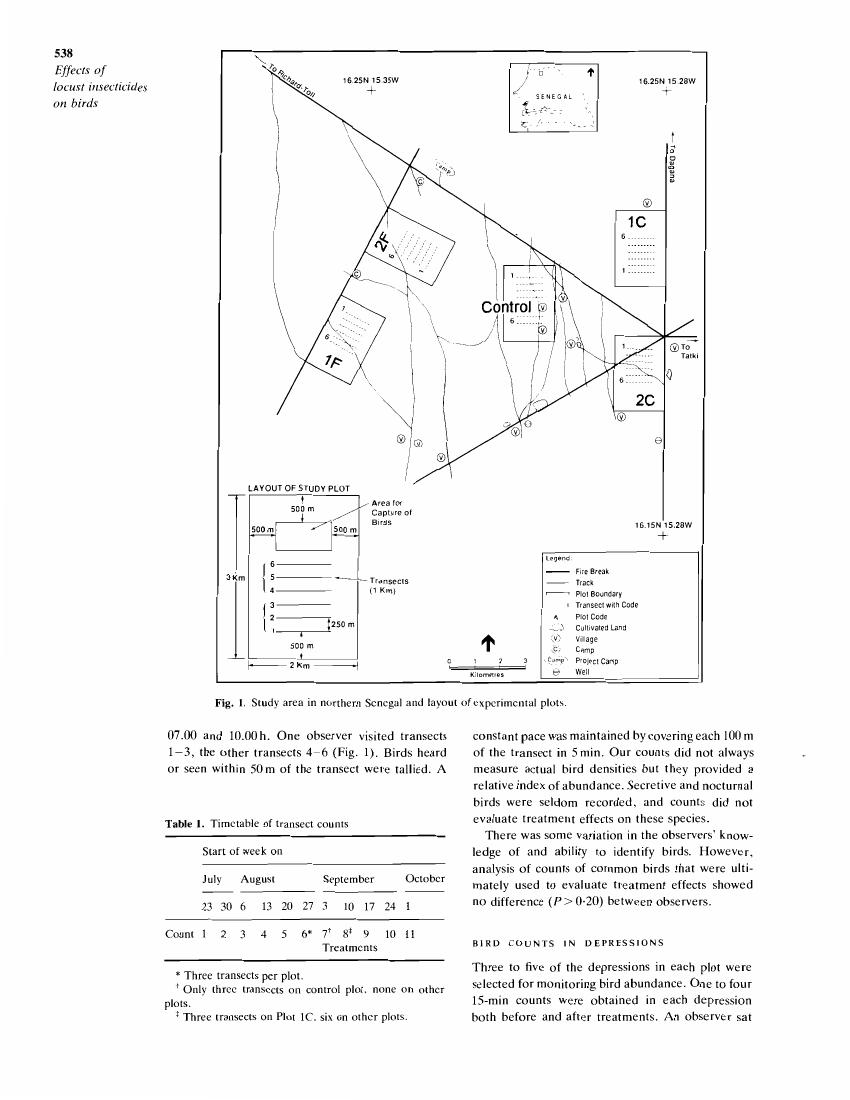 538
Effects of
locust insecticides
on birds
To Richard-Toll
16.25N 15.35W
SENEGAL
16.25N 15.28W
To Dagana
Camp
C
V
1C
6
1
2F
6
1
C
1
Control V
6
V
V
V
1
6
1F
1
6
2C
V To
Tatki
V
V
V
V
V
LAYOUT OF STUDY PLOT
500 m
Area for
Capture of
Birds
500 m
500 m
16.15N 15.28W
3 Km
6
5
4
3
2
1
Transects
(1 Km)
250 m
500 m
2 Km
0 1 2 3
Kilometres
Legend:
Fire Break
Track
Plot Boundary
Transect with Code
Plot Code
Cultivated Land
V Village
C Camp
Camp Project Camp
Well
Fig. 1. Study area in northern Senegal and layout of experimental plots.
07.00 and 10.00 h. One observer visited transects
1–3, the other transects 4–6 (Fig. 1). Birds heard
or seen within 50 m of the transect were tallied. A
Table 1. Timetable of transect counts
Start of week on
July August September October
23 30 6 13 20 27 3 10 17 24 1
Count 1 2 3 4 5 6* 7† 8‡ 9 10 11
Treatments
* Three transects per plot.
† Only three transects on control plot, none on other
plots.
‡ Three transects on Plot 1C, six on other plots.
constant pace was maintained by covering each 100 m
of the transect in 5 min. Our counts did not always
measure actual bird densities but they provided a
relative index of abundance. Secretive and nocturnal
birds were seldom recorded, and counts did not
evaluate treatment effects on these species.
There was some variation in the observers' know-
ledge of and ability to identify birds. However,
analysis of counts of common birds that were ulti-
mately used to evaluate treatment effects showed
no difference (P > 0·20) between observers.
BIRD COUNTS IN DEPRESSIONS
Three to five of the depressions in each plot were
selected for monitoring bird abundance. One to four
15-min counts were obtained in each depression
both before and after treatments. An observer sat